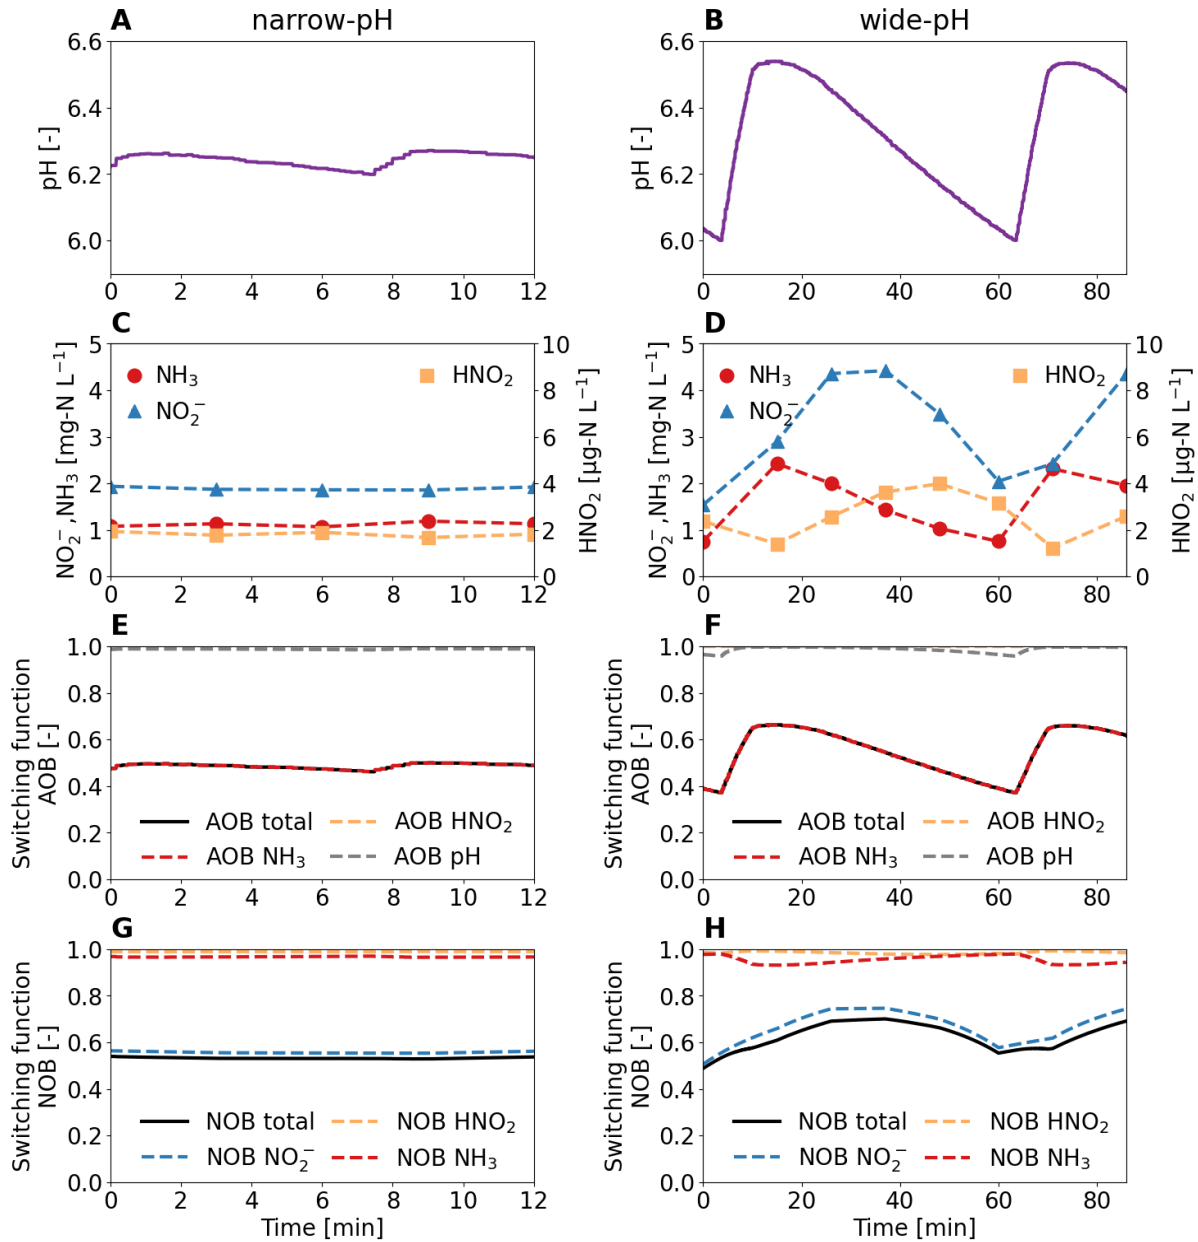 A narrow-pH
B wide-pH
pH [-]
6.6
6.4
6.2
6.0
0 2 4 6 8 10 12
pH [-]
6.6
6.4
6.2
6.0
0 20 40 60 80
C
NO₂⁻,NH₃ [mg-N L⁻¹]
5
4
3
2
1
0
NH₃
NO₂⁻
HNO₂
10
8
6
4
2
0
HNO₂ [µg-N L⁻¹]
0 2 4 6 8 10 12
D
NO₂⁻,NH₃ [mg-N L⁻¹]
5
4
3
2
1
0
NH₃
NO₂⁻
HNO₂
10
8
6
4
2
0
HNO₂ [µg-N L⁻¹]
0 20 40 60 80
E
Switching function
AOB [-]
1.0
0.8
0.6
0.4
0.2
0.0
AOB total
AOB NH₃
AOB HNO₂
AOB pH
0 2 4 6 8 10 12
F
Switching function
AOB [-]
1.0
0.8
0.6
0.4
0.2
0.0
AOB total
AOB NH₃
AOB HNO₂
AOB pH
0 20 40 60 80
G
Switching function
NOB [-]
1.0
0.8
0.6
0.4
0.2
0.0
NOB total
NOB NO₂⁻
NOB HNO₂
NOB NH₃
0 2 4 6 8 10 12
Time [min]
H
Switching function
NOB [-]
1.0
0.8
0.6
0.4
0.2
0.0
NOB total
NOB NO₂⁻
NOB HNO₂
NOB NH₃
0 20 40 60 80
Time [min]